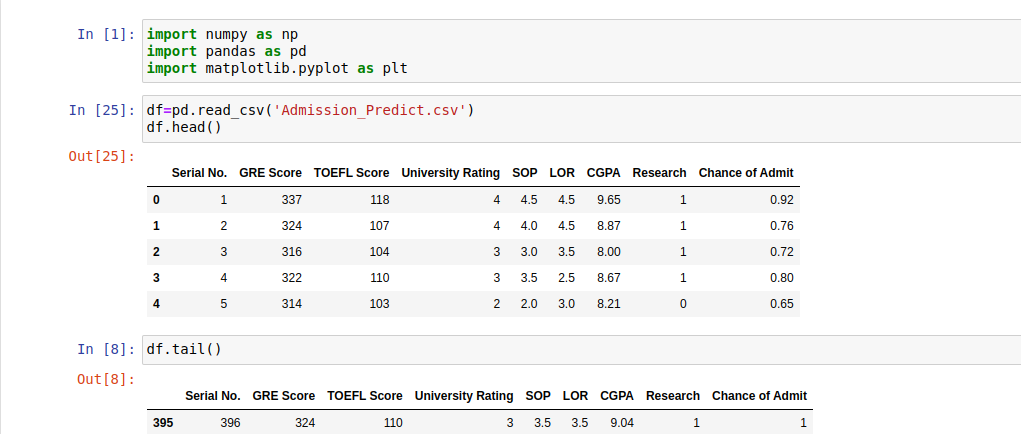 In [1]: import numpy as np
import pandas as pd
import matplotlib.pyplot as plt
In [25]: df=pd.read_csv('Admission_Predict.csv')
df.head()
Out[25]:
Serial No. GRE Score TOEFL Score University Rating SOP LOR CGPA Research Chance of Admit
0 1 337 118 4 4.5 4.5 9.65 1 0.92
1 2 324 107 4 4.0 4.5 8.87 1 0.76
2 3 316 104 3 3.0 3.5 8.00 1 0.72
3 4 322 110 3 3.5 2.5 8.67 1 0.80
4 5 314 103 2 2.0 3.0 8.21 0 0.65
In [8]: df.tail()
Out[8]:
Serial No. GRE Score TOEFL Score University Rating SOP LOR CGPA Research Chance of Admit
395 396 324 110 3 3.5 3.5 9.04 1 1